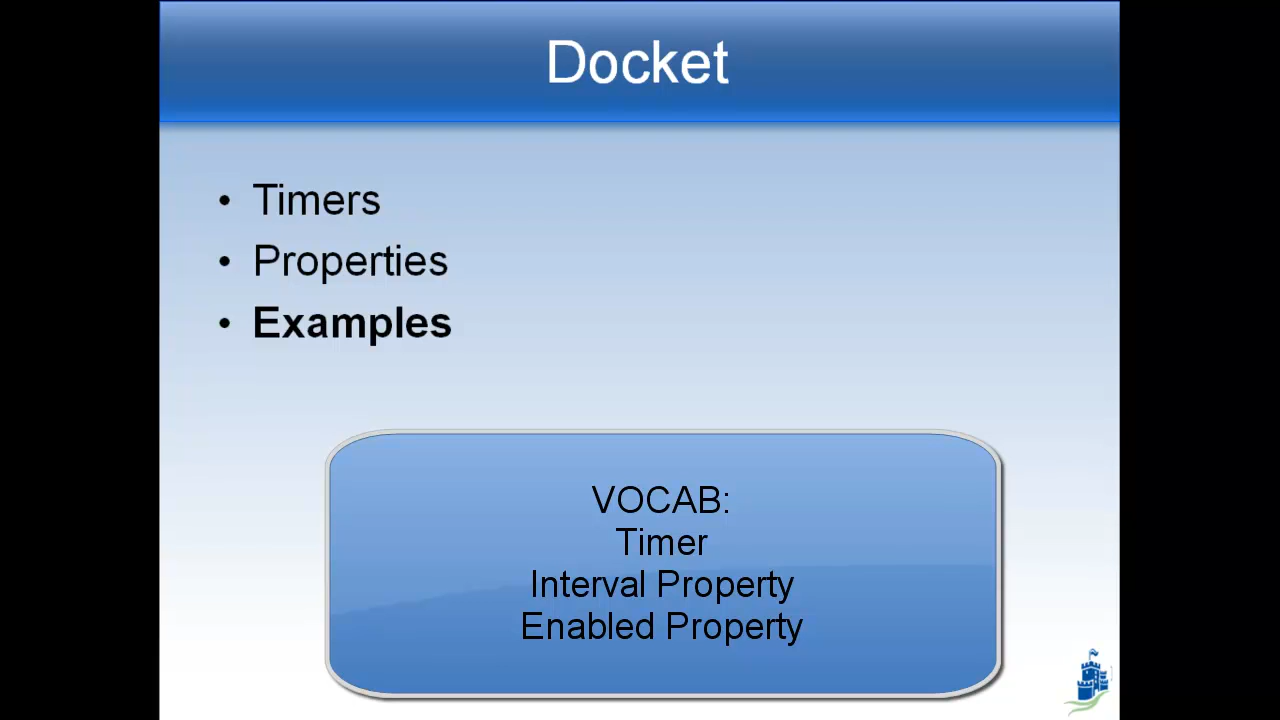 Docket
• Timers
• Properties
• Examples
VOCAB:
Timer
Interval Property
Enabled Property